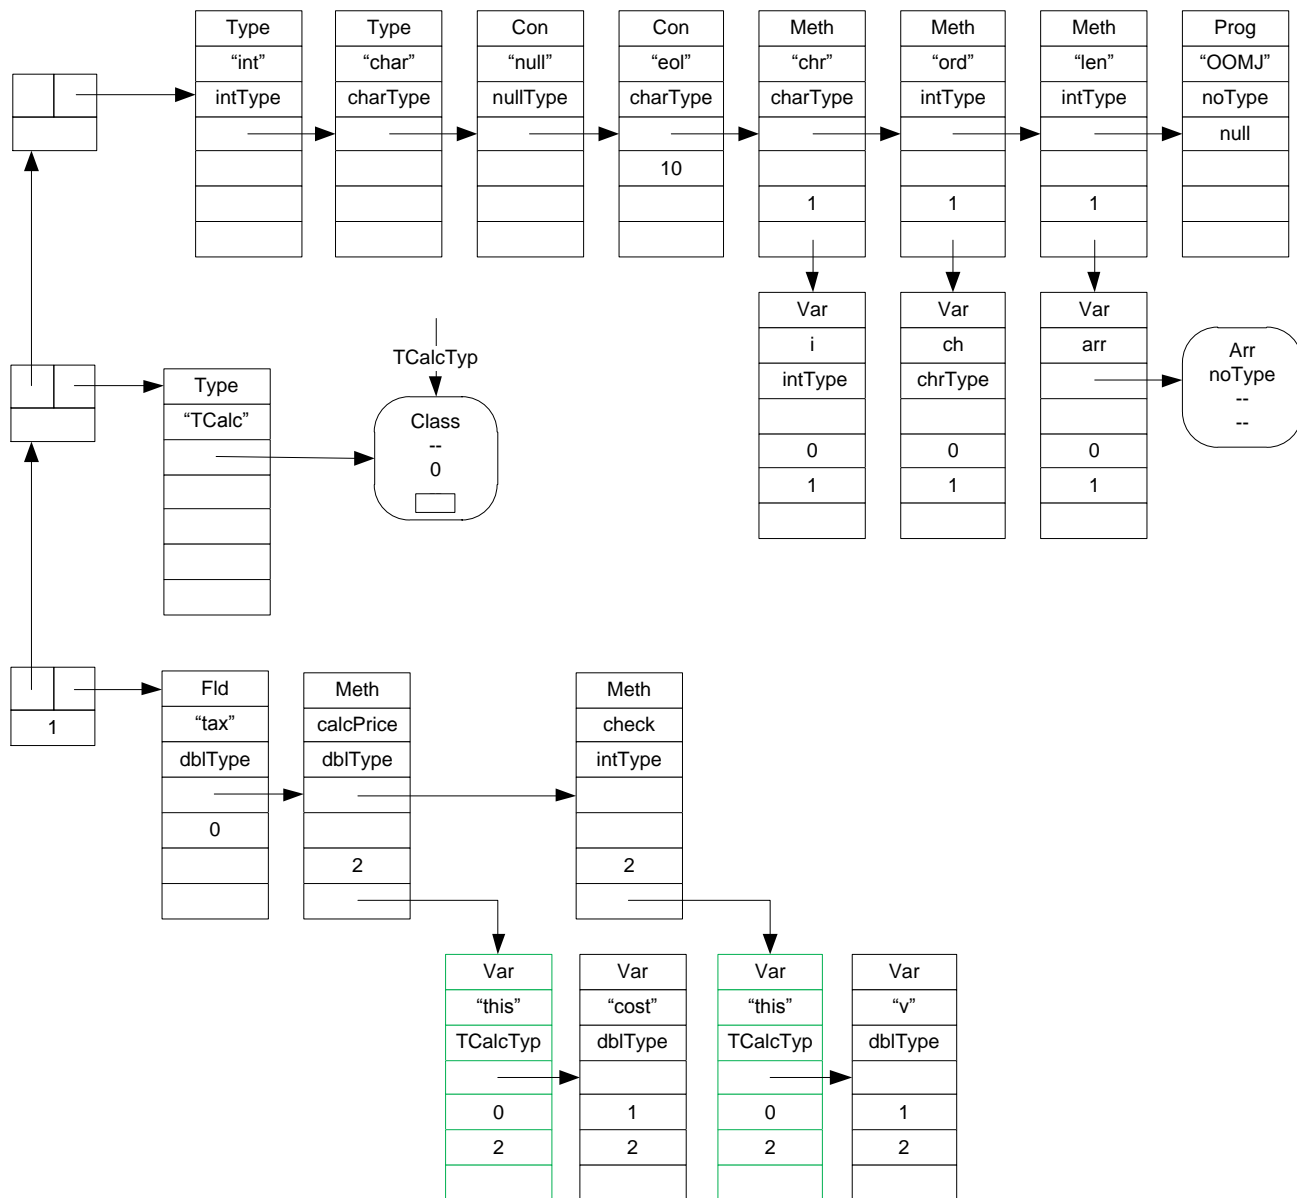 Type Type Con Con Meth Meth Meth Prog
“int” “char” “null” “eol” “chr” “ord” “len” “OOMJ”
intType charType nullType charType charType intType intType noType
null
10
1 1 1
Var Var Var
i ch arr
intType chrType
0 0 0
1 1 1
Arr
noType
--
--
TCalcTyp
Type
“TCalc”
Class
--
0
1
Fld Meth Meth
“tax” calcPrice check
dblType dblType intType
0
2 2
Var Var Var Var
“this” “cost” “this” “v”
TCalcTyp dblType TCalcTyp dblType
0 1 0 1
2 2 2 2